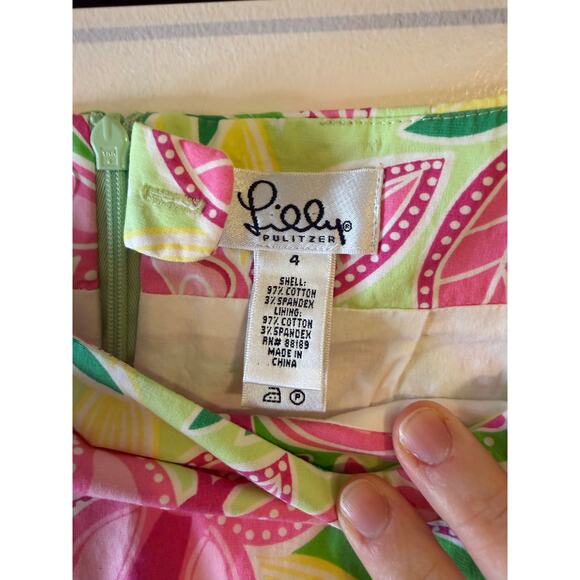 Lilly®
PULITZER
4
SHELL:
97% COTTON
3% SPANDEX
LINING:
97% COTTON
3% SPANDEX
RN# 88189
MADE IN
CHINA
P